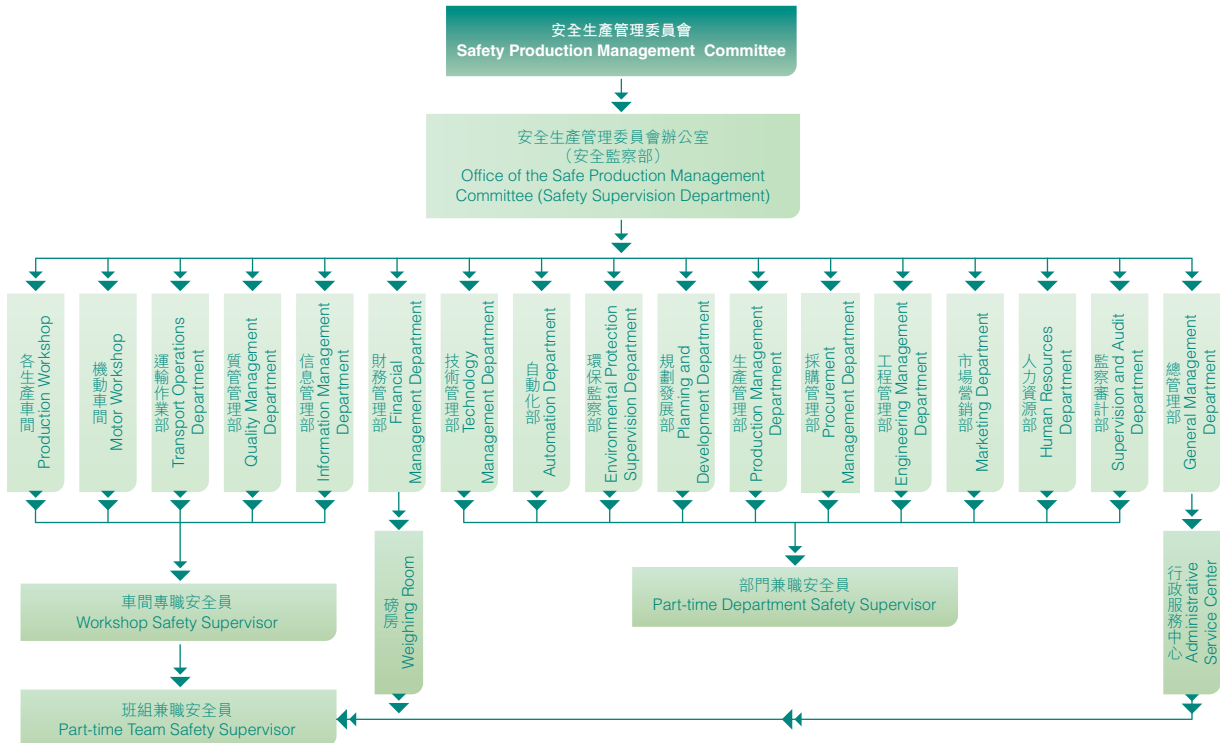 安全生產管理委員會
Safety Production Management Committee
安全生產管理委員會辦公室
（安全監察部）
Office of the Safe Production Management
Committee (Safety Supervision Department)
各生產車間
Production Workshop
機動車間
Motor Workshop
運輸作業部
Transport Operations
Department
質管管理部
Quality Management
Department
信息管理部
Information Management
Department
財務管理部
Financial
Management Department
技術管理部
Technology
Management Department
自動化部
Automation Department
環保監察部
Environmental Protection
Supervision Department
規劃發展部
Planning and
Development Department
生產管理部
Production Management
Department
採購管理部
Procurement
Management Department
工程管理部
Engineering Management
Department
市場營銷部
Marketing Department
人力資源部
Human Resources
Department
監察審計部
Supervision and Audit
Department
總管理部
General Management
Department
車間專職安全員
Workshop Safety Supervisor
磅房
Weighing Room
部門兼職安全員
Part-time Department Safety Supervisor
行政服務中心
Administrative
Service Center
班組兼職安全員
Part-time Team Safety Supervisor